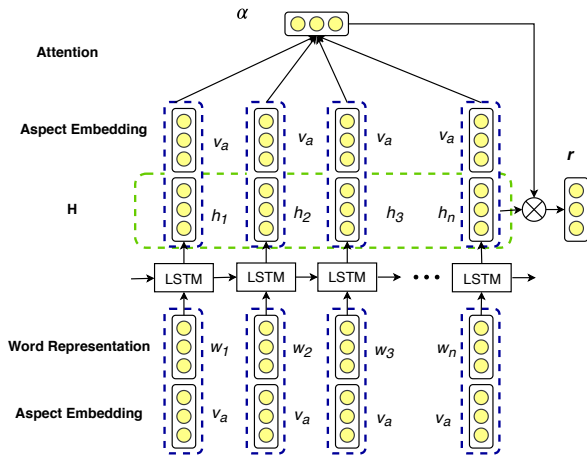 α
Attention
Aspect Embedding v_a v_a v_a v_a
r
H h_1 h_2 h_3 h_n
LSTM LSTM LSTM ••• LSTM
Word Representation w_1 w_2 w_3 w_n
Aspect Embedding v_a v_a v_a v_a